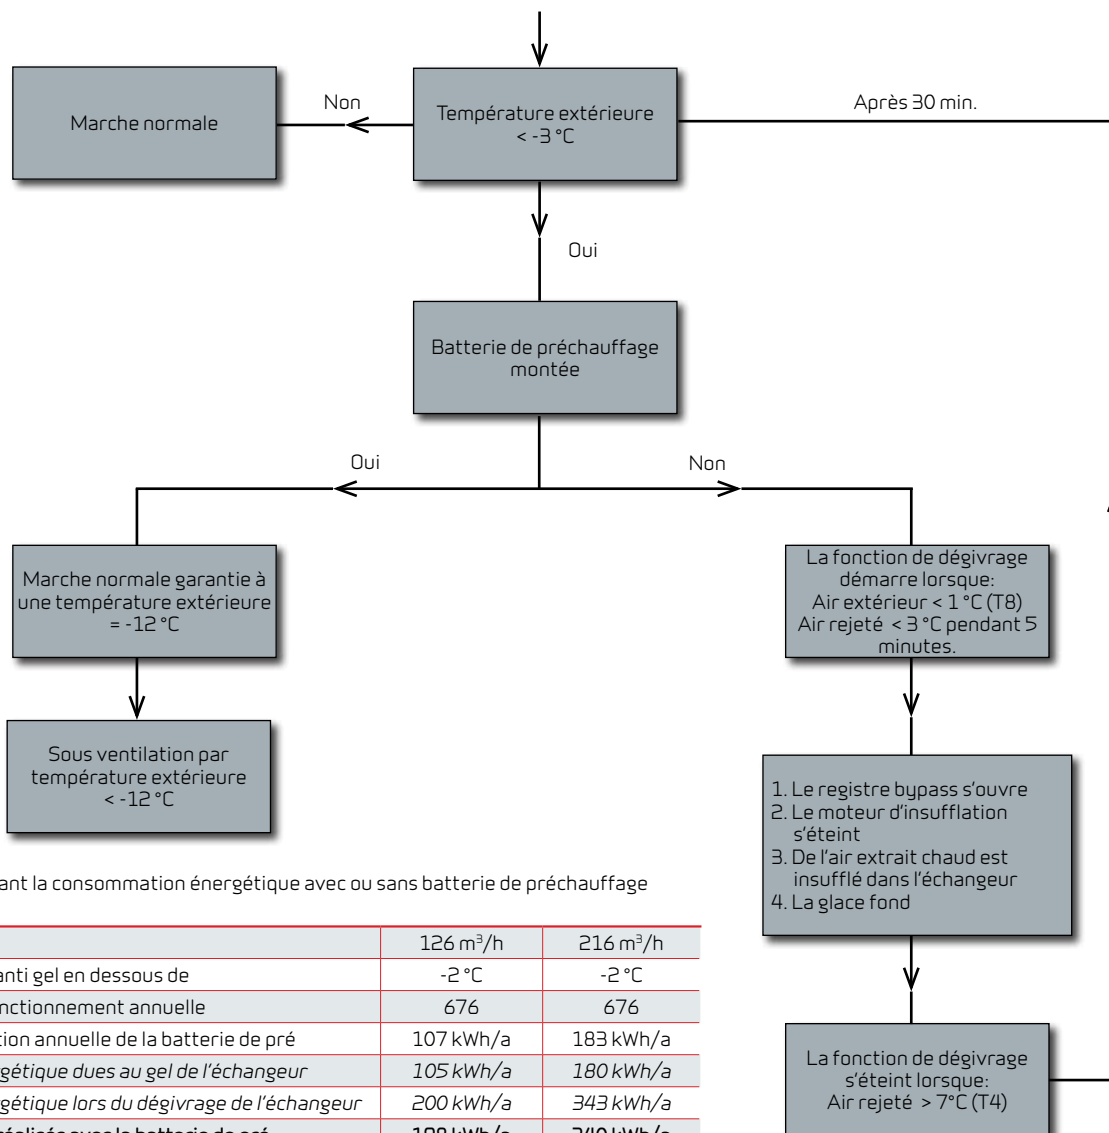 Marche normale
Non
Température extérieure
< -3 °C
Après 30 min.
Oui
Batterie de préchauffage
montée
Oui
Non
Marche normale garantie à
une température extérieure
= -12 °C
La fonction de dégivrage
démarre lorsque:
Air extérieur < 1 °C (T8)
Air rejeté < 3 °C pendant 5
minutes.
Sous ventilation par
température extérieure
< -12 °C
1. Le registre bypass s'ouvre
2. Le moteur d'insufflation
s'éteint
3. De l'air extrait chaud est
insufflé dans l'échangeur
4. La glace fond
ant la consommation énergétique avec ou sans batterie de préchauffage
126 m³/h 216 m³/h
anti gel en dessous de -2 °C -2 °C
nctionnement annuelle 676 676
tion annuelle de la batterie de pré 107 kWh/a 183 kWh/a
rgétique dues au gel de l'échangeur 105 kWh/a 180 kWh/a
rgétique lors du dégivrage de l'échangeur 200 kWh/a 343 kWh/a
La fonction de dégivrage
s'éteint lorsque:
Air rejeté > 7°C (T4)